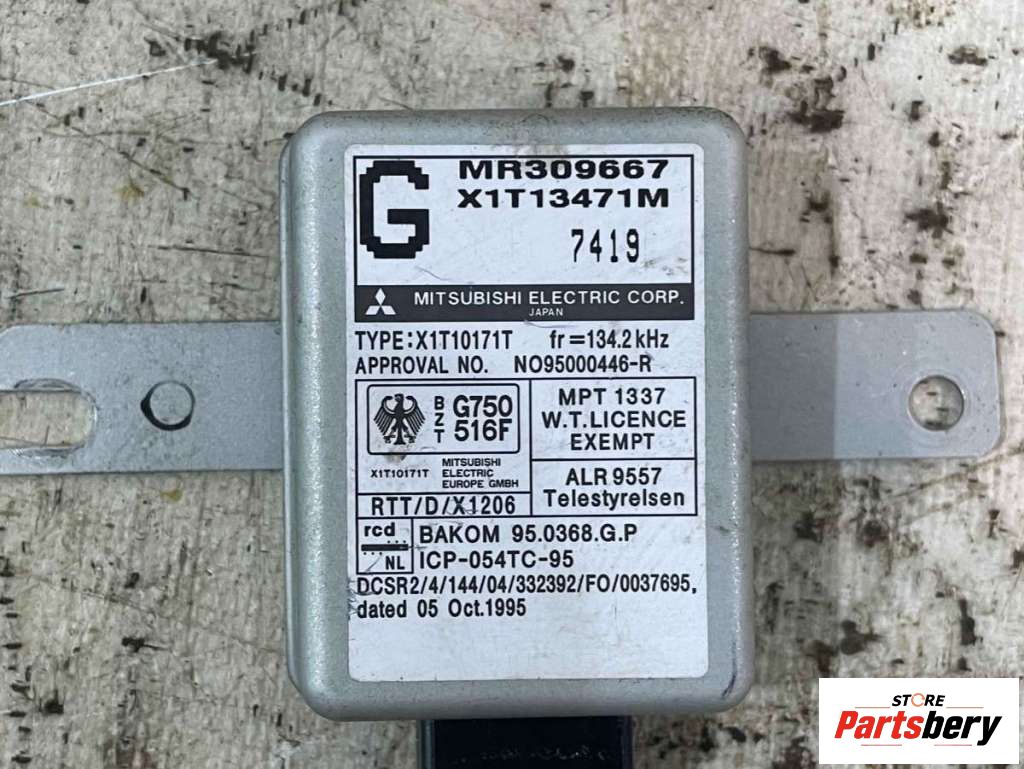 G
MR309667
X1T13471M
7419
MITSUBISHI ELECTRIC CORP.
JAPAN
TYPE:X1T10171T fr=134.2kHz
APPROVAL NO. NO95000446-R
BZT
G750
516F
X1T10171T
MITSUBISHI
ELECTRIC
EUROPE GMBH
MPT 1337
W.T.LICENCE
EXEMPT
RTT/D/X1206
ALR 9557
Telestyrelsen
rcd
NL
BAKOM 95.0368.G.P
ICP-054TC-95
DCSR2/4/144/04/332392/FO/0037695,
dated 05 Oct.1995
STORE
Partsbery